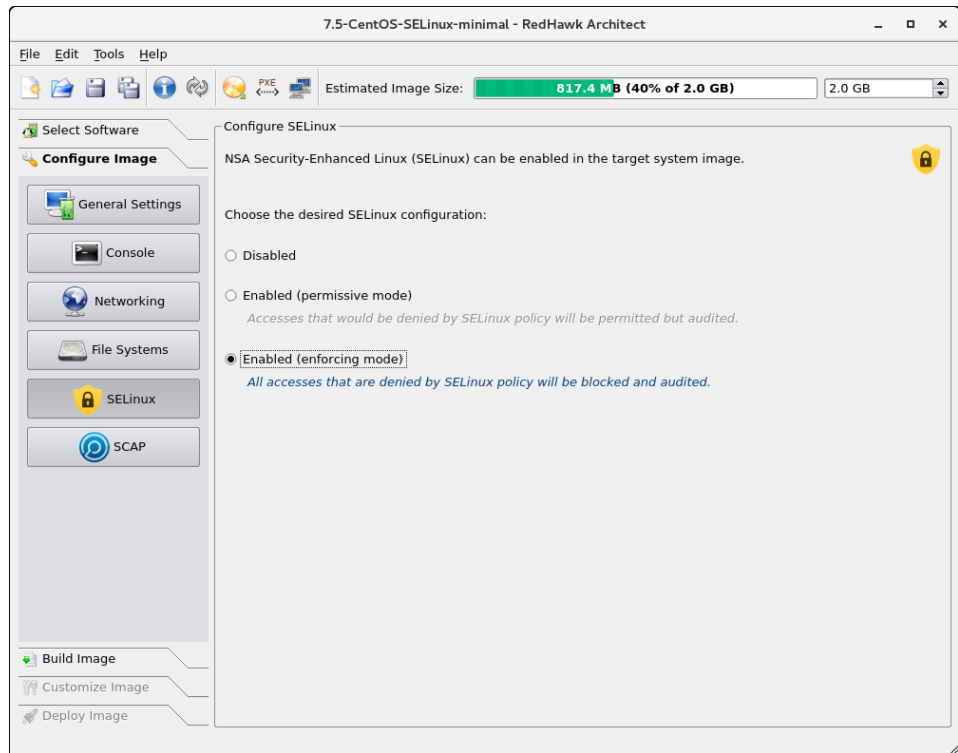 7.5-CentOS-SELinux-minimal - RedHawk Architect
File Edit Tools Help
PXE
Estimated Image Size: 817.4 MB (40% of 2.0 GB) 2.0 GB
Select Software
Configure Image
General Settings
Console
Networking
File Systems
SELinux
SCAP
Build Image
Customize Image
Deploy Image
Configure SELinux
NSA Security-Enhanced Linux (SELinux) can be enabled in the target system image.
Choose the desired SELinux configuration:
Disabled
Enabled (permissive mode)
Accesses that would be denied by SELinux policy will be permitted but audited.
Enabled (enforcing mode)
All accesses that are denied by SELinux policy will be blocked and audited.